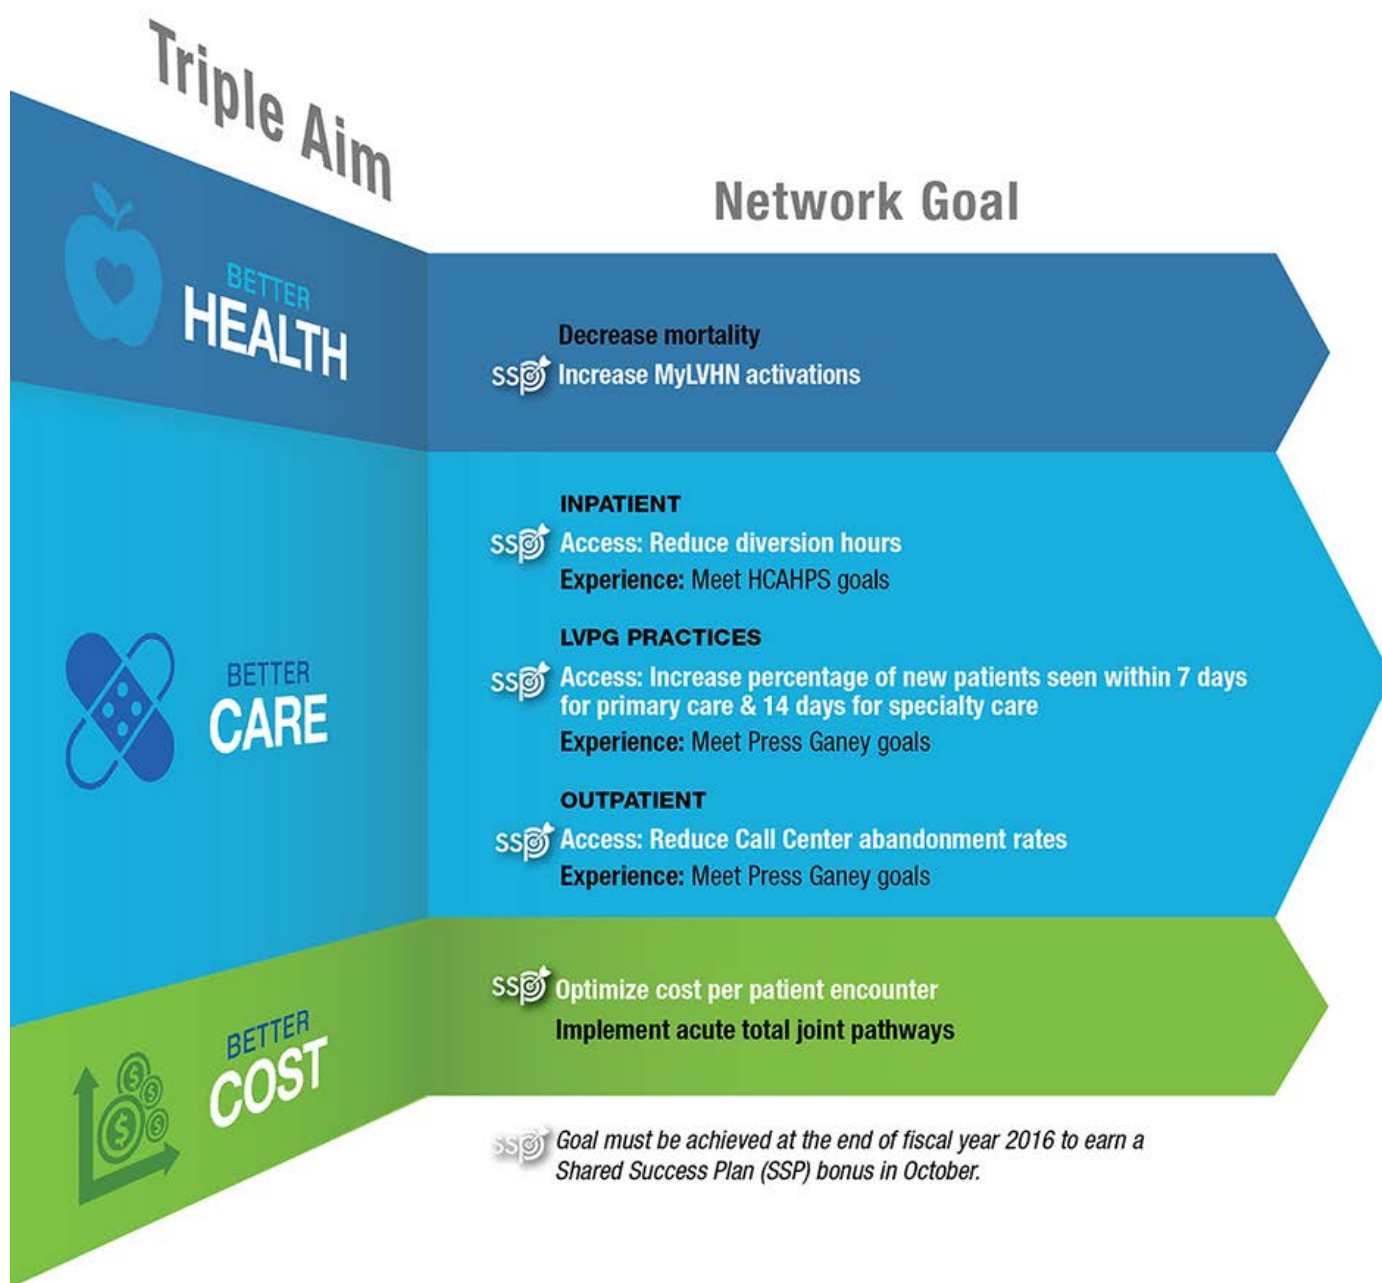 Triple Aim
Network Goal
BETTER
HEALTH
Decrease mortality
ssp Increase MyLVHN activations
BETTER
CARE
INPATIENT
ssp Access: Reduce diversion hours
Experience: Meet HCAHPS goals
LVPG PRACTICES
ssp Access: Increase percentage of new patients seen within 7 days
for primary care & 14 days for specialty care
Experience: Meet Press Ganey goals
OUTPATIENT
ssp Access: Reduce Call Center abandonment rates
Experience: Meet Press Ganey goals
BETTER
COST
$
$
$
$
ssp Optimize cost per patient encounter
Implement acute total joint pathways
ssp Goal must be achieved at the end of fiscal year 2016 to earn a
Shared Success Plan (SSP) bonus in October.